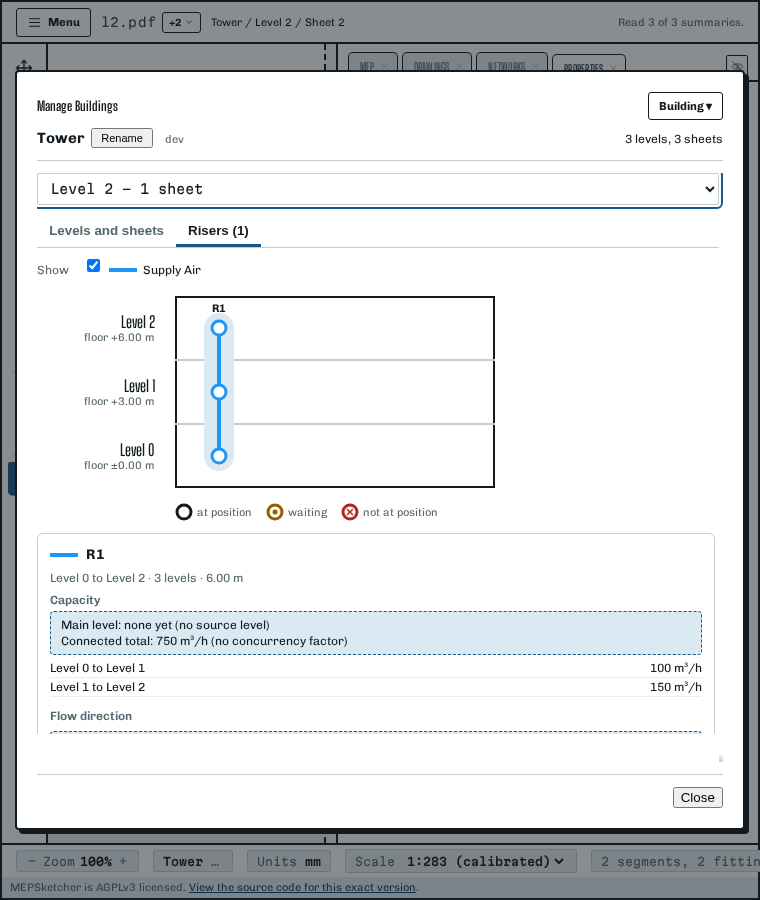 Menu
l2.pdf
+2
Tower / Level 2 / Sheet 2
Read 3 of 3 summaries.
MEP
DRAWINGS
NETWORKS
PROPERTIES
Manage Buildings
Building ▾
Tower
Rename
dev
3 levels, 3 sheets
Level 2 — 1 sheet
Levels and sheets
Risers (1)
Show
Supply Air
R1
Level 2
floor +6.00 m
Level 1
floor +3.00 m
Level 0
floor ±0.00 m
at position
waiting
not at position
R1
Level 0 to Level 2 · 3 levels · 6.00 m
Capacity
Main level: none yet (no source level)
Connected total: 750 m³/h (no concurrency factor)
Level 0 to Level 1 100 m³/h
Level 1 to Level 2 150 m³/h
Flow direction
Close
− Zoom 100% +
Tower …
Units mm
Scale 1:283 (calibrated)
2 segments, 2 fittin
MEPSketcher is AGPLv3 licensed. View the source code for this exact version.